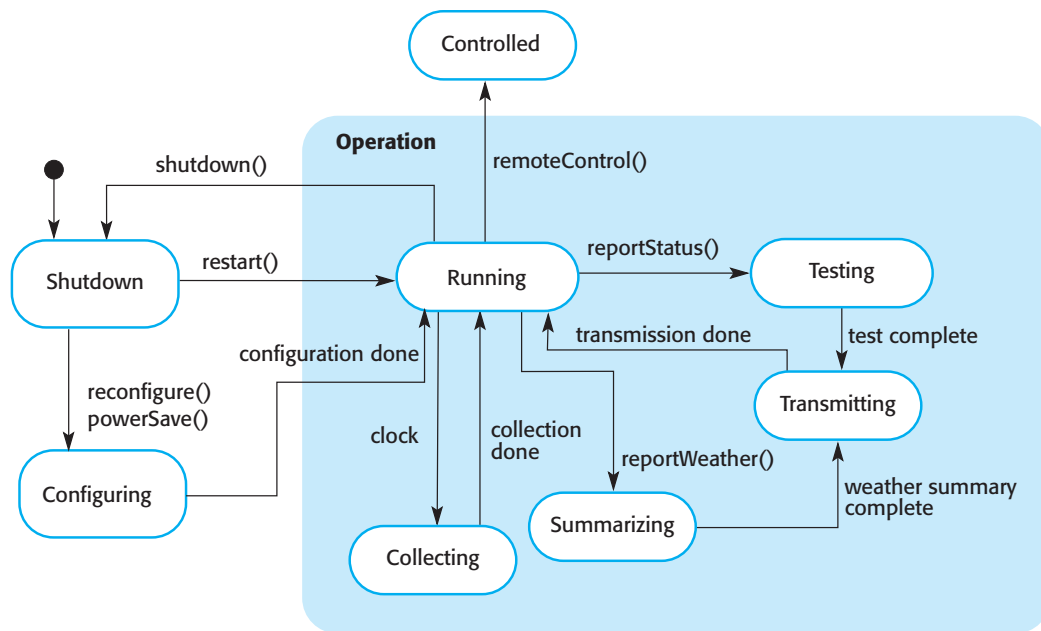 Controlled
Operation
shutdown()
remoteControl()
Shutdown
restart()
Running
reportStatus()
Testing
configuration done
transmission done
test complete
reconfigure()
powerSave()
clock
collection
done
Transmitting
reportWeather()
Configuring
Collecting
Summarizing
weather summary
complete